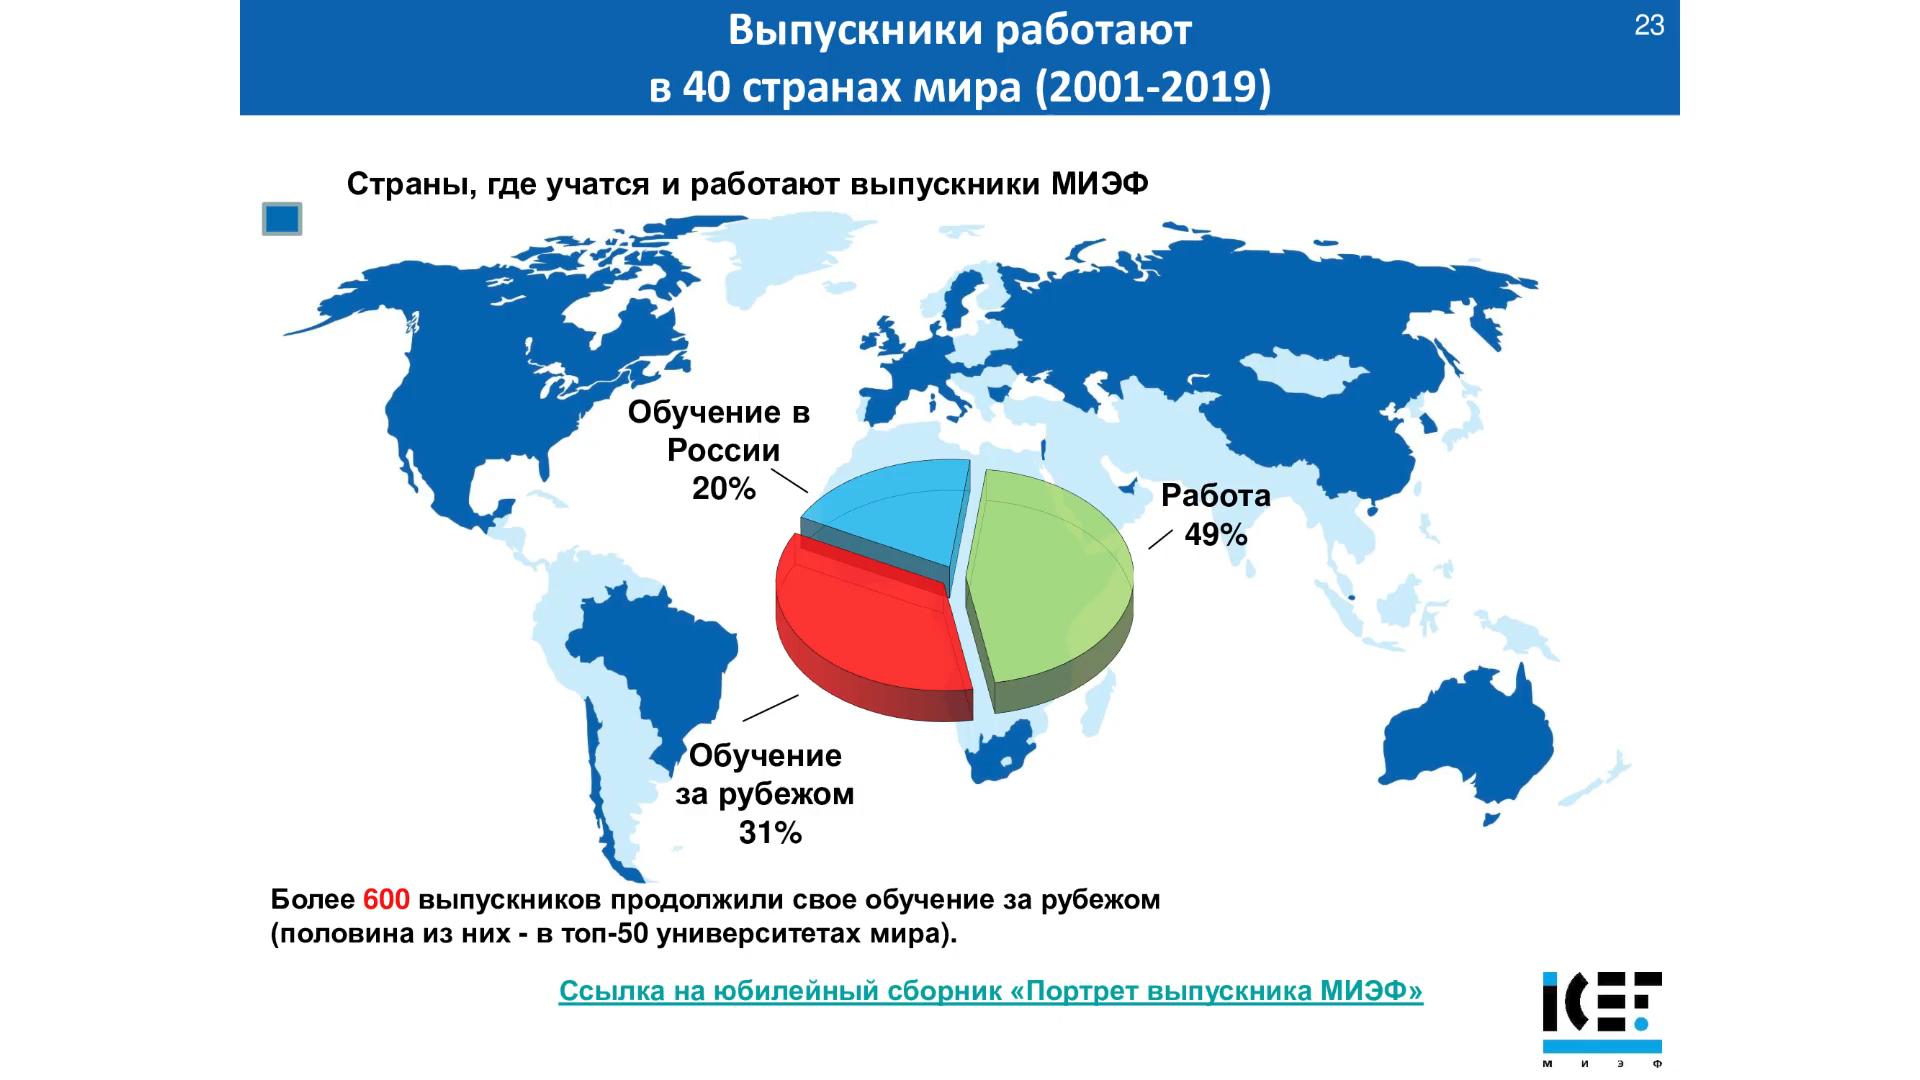 Выпускники работают
в 40 странах мира (2001-2019)
23
Страны, где учатся и работают выпускники МИЭФ
Обучение в
России
20%
Работа
49%
Обучение
за рубежом
31%
Более 600 выпускников продолжили свое обучение за рубежом
(половина из них - в топ-50 университетах мира).
Ссылка на юбилейный сборник «Портрет выпускника МИЭФ»
ICEF
М И Э Ф